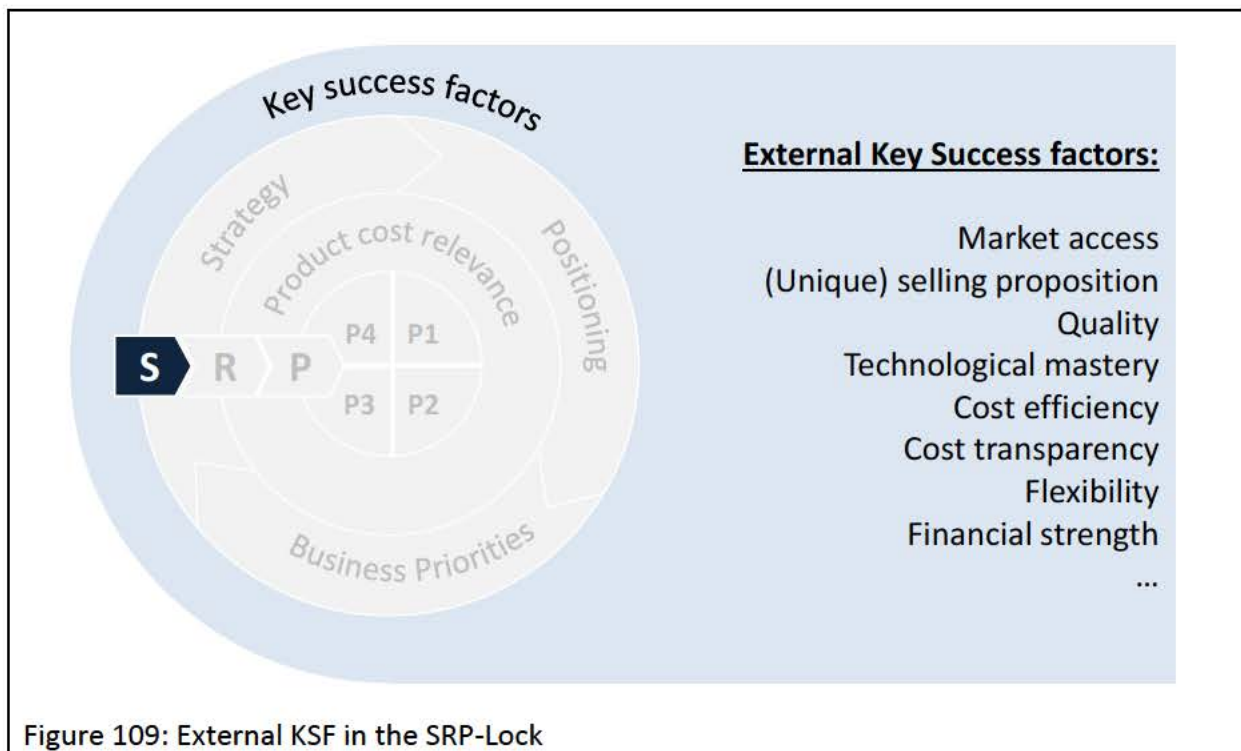 Key success factors
External Key Success factors:
Strategy
Positioning
Product cost relevance
Market access
(Unique) selling proposition
Quality
Technological mastery
Cost efficiency
Cost transparency
Flexibility
Financial strength
...
P4 P1
S R P
P3 P2
Business Priorities
Figure 109: External KSF in the SRP-Lock